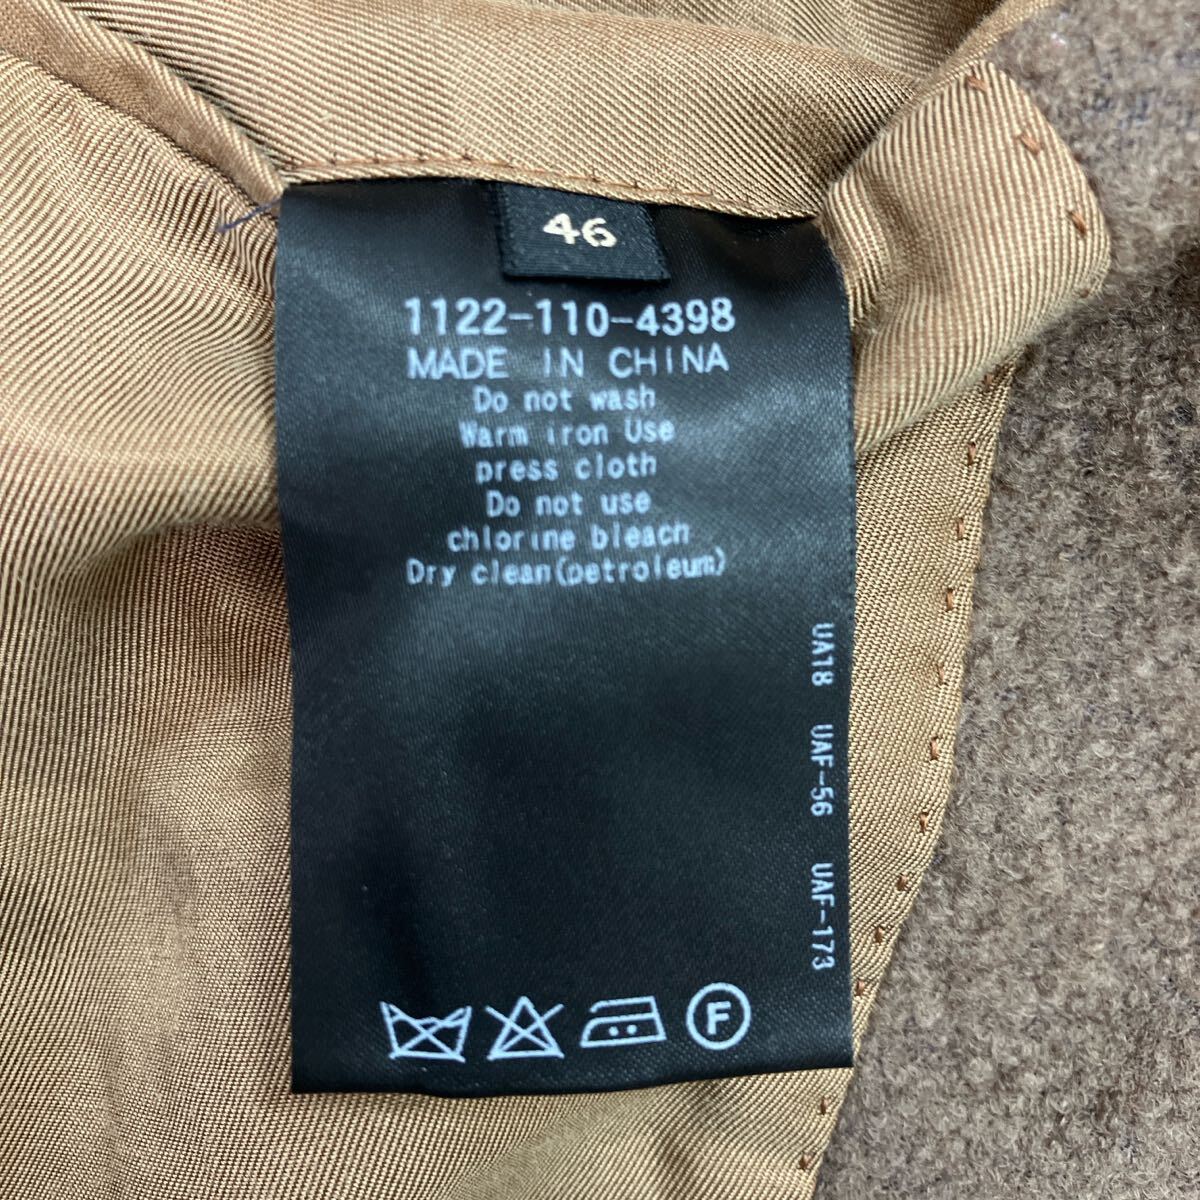 46
1122-110-4398
MADE IN CHINA
Do not wash
Warm iron Use
press cloth
Do not use
chlorine bleach
Dry clean(petroleum)
UA18 UAF-56 UAF-173
F